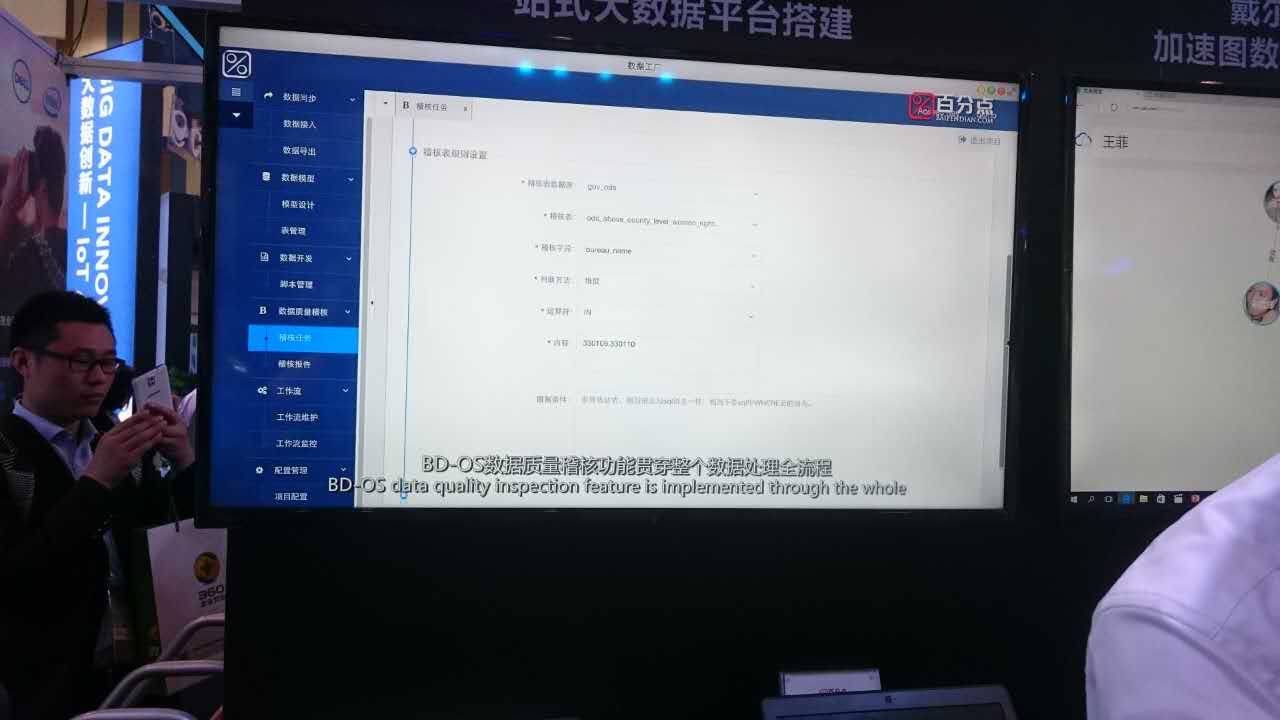 站式大数据平台搭建
戴尔
加速图数
DELL
BIG DATA INNOV
大数据创新 — IoT
数据工厂
百分点
BAIFENDIAN.COM
退出项目
数据同步
数据接入
数据导出
数据模型
模型设计
表管理
数据开发
脚本管理
B 数据质量稽核
稽核任务
稽核报告
工作流
工作流维护
工作流监控
配置管理
项目配置
B 稽核任务 x
稽核表规则设置
* 稽核表数据源: gov_ods
* 稽核表:
* 稽核字段: bureau_name
* 判断方法: 维度
* 运算符: IN
* 内容: 330109,330110
限制条件:
BD-OS数据质量稽核功能贯穿整个数据处理全流程
BD-OS data quality inspection feature is implemented through the whole
王菲
360